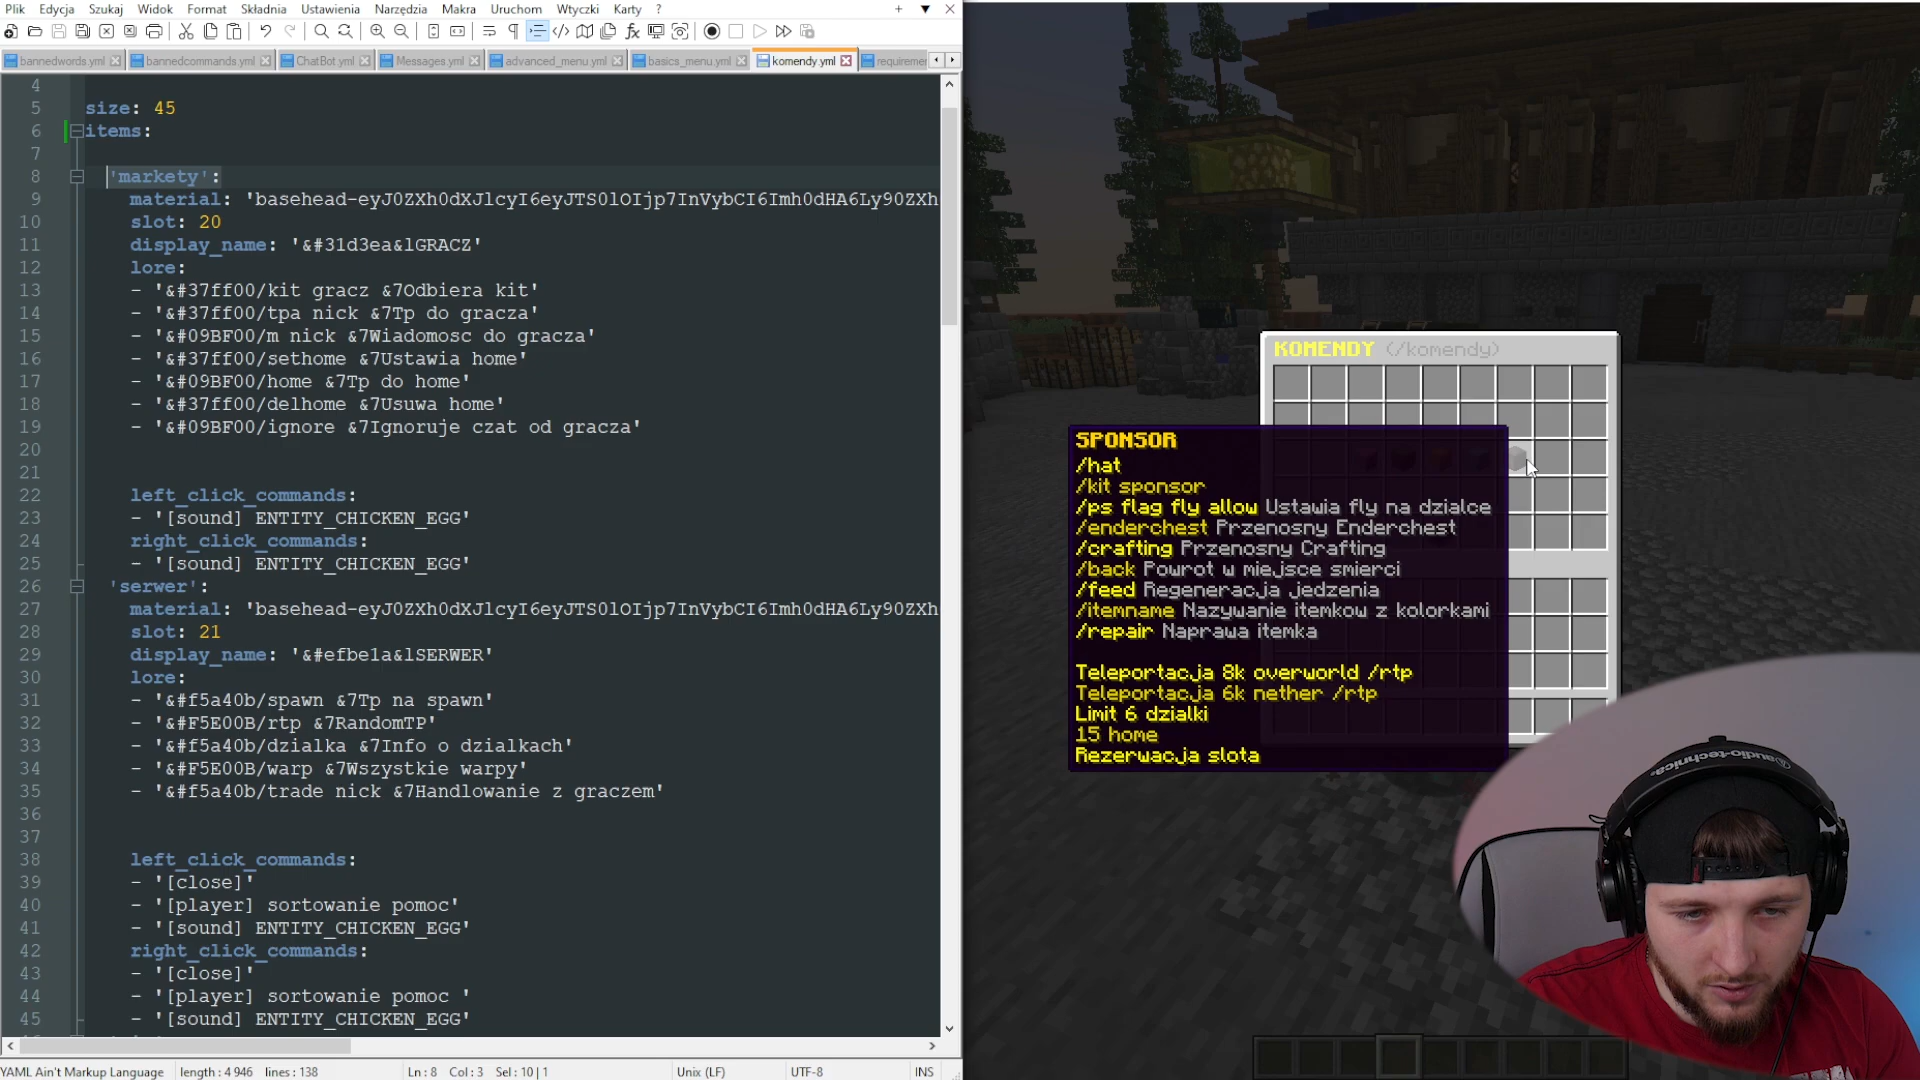 Plik Edycja Szukaj Widok Format Składnia Ustawienia Narzędzia Makra Uruchom Wtyczki Karty ?
bannedwords.yml bannedcommands.yml ChatBot.yml Messages.yml advanced_menu.yml basics_menu.yml komendy.yml requiremer
4
5 size: 45
6 items:
7
8 'markety':
9 material: 'basehead-eyJ0ZXh0dXJlcyI6eyJTS0lOIjp7InVybCI6Imh0dHA6Ly90ZXh
10 slot: 20
11 display_name: '&#31d3ea&lGRACZ'
12 lore:
13 - '&#37ff00/kit gracz &7Odbiera kit'
14 - '&#37ff00/tpa nick &7Tp do gracza'
15 - '&#09BF00/m nick &7Wiadomosc do gracza'
16 - '&#37ff00/sethome &7Ustawia home'
17 - '&#09BF00/home &7Tp do home'
18 - '&#37ff00/delhome &7Usuwa home'
19 - '&#09BF00/ignore &7Ignoruje czat od gracza'
20
21
22 left_click_commands:
23 - '[sound] ENTITY_CHICKEN_EGG'
24 right_click_commands:
25 - '[sound] ENTITY_CHICKEN_EGG'
26 'serwer':
27 material: 'basehead-eyJ0ZXh0dXJlcyI6eyJTS0lOIjp7InVybCI6Imh0dHA6Ly90ZXh
28 slot: 21
29 display_name: '&#efbe1a&lSERWER'
30 lore:
31 - '&#f5a40b/spawn &7Tp na spawn'
32 - '&#F5E00B/rtp &7RandomTP'
33 - '&#f5a40b/dzialka &7Info o dzialkach'
34 - '&#F5E00B/warp &7Wszystkie warpy'
35 - '&#f5a40b/trade nick &7Handlowanie z graczem'
36
37
38 left_click_commands:
39 - '[close]'
40 - '[player] sortowanie pomoc'
41 - '[sound] ENTITY_CHICKEN_EGG'
42 right_click_commands:
43 - '[close]'
44 - '[player] sortowanie pomoc '
45 - '[sound] ENTITY_CHICKEN_EGG'
YAML Ain't Markup Language length : 4 946 lines : 138 Ln : 8 Col : 3 Sel : 10 | 1 Unix (LF) UTF-8 INS
KOMENDY (/komendy)
SPONSOR
/hat
/kit sponsor
/ps flag fly allow Ustawia fly na dzialce
/enderchest Przenosny Enderchest
/crafting Przenosny Crafting
/back Powrot w miejsce smierci
/feed Regeneracja jedzenia
/itemname Nazywanie itemkow z kolorkami
/repair Naprawa itemka
Teleportacja 8k overworld /rtp
Teleportacja 6k nether /rtp
Limit 6 dzialki
15 home
Rezerwacja slota
audio-technica